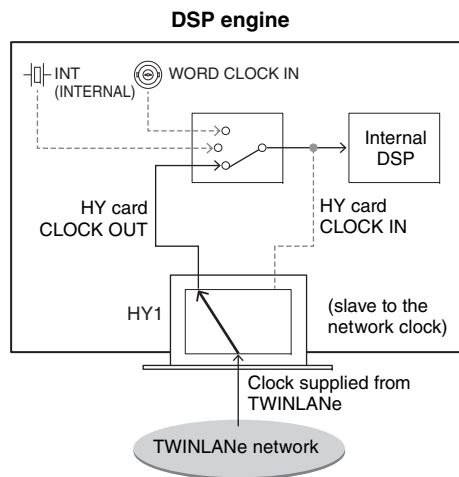 DSP engine
INT
(INTERNAL)
WORD CLOCK IN
Internal
DSP
HY card
CLOCK OUT
HY card
CLOCK IN
HY1
(slave to the
network clock)
Clock supplied from
TWINLANe
TWINLANe network